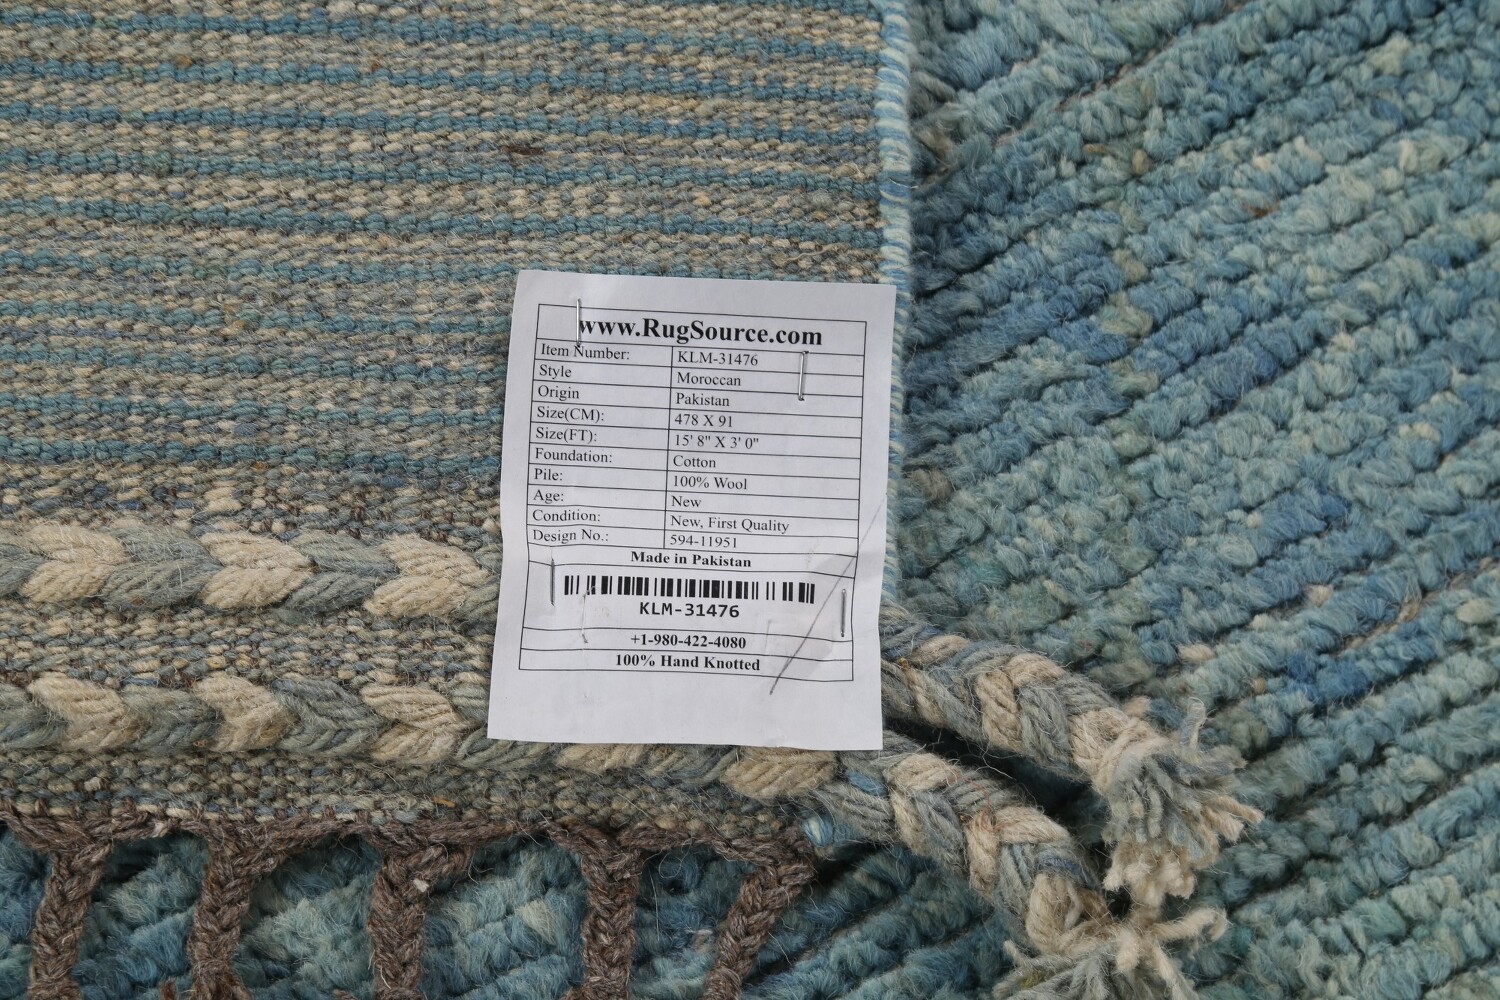 www.RugSource.com
Item Number: KLM-31476
Style Moroccan
Origin Pakistan
Size(CM): 478 X 91
Size(FT): 15' 8" X 3' 0"
Foundation: Cotton
Pile: 100% Wool
Age: New
Condition: New, First Quality
Design No.: 594-11951
Made in Pakistan
KLM-31476
+1-980-422-4080
100% Hand Knotted